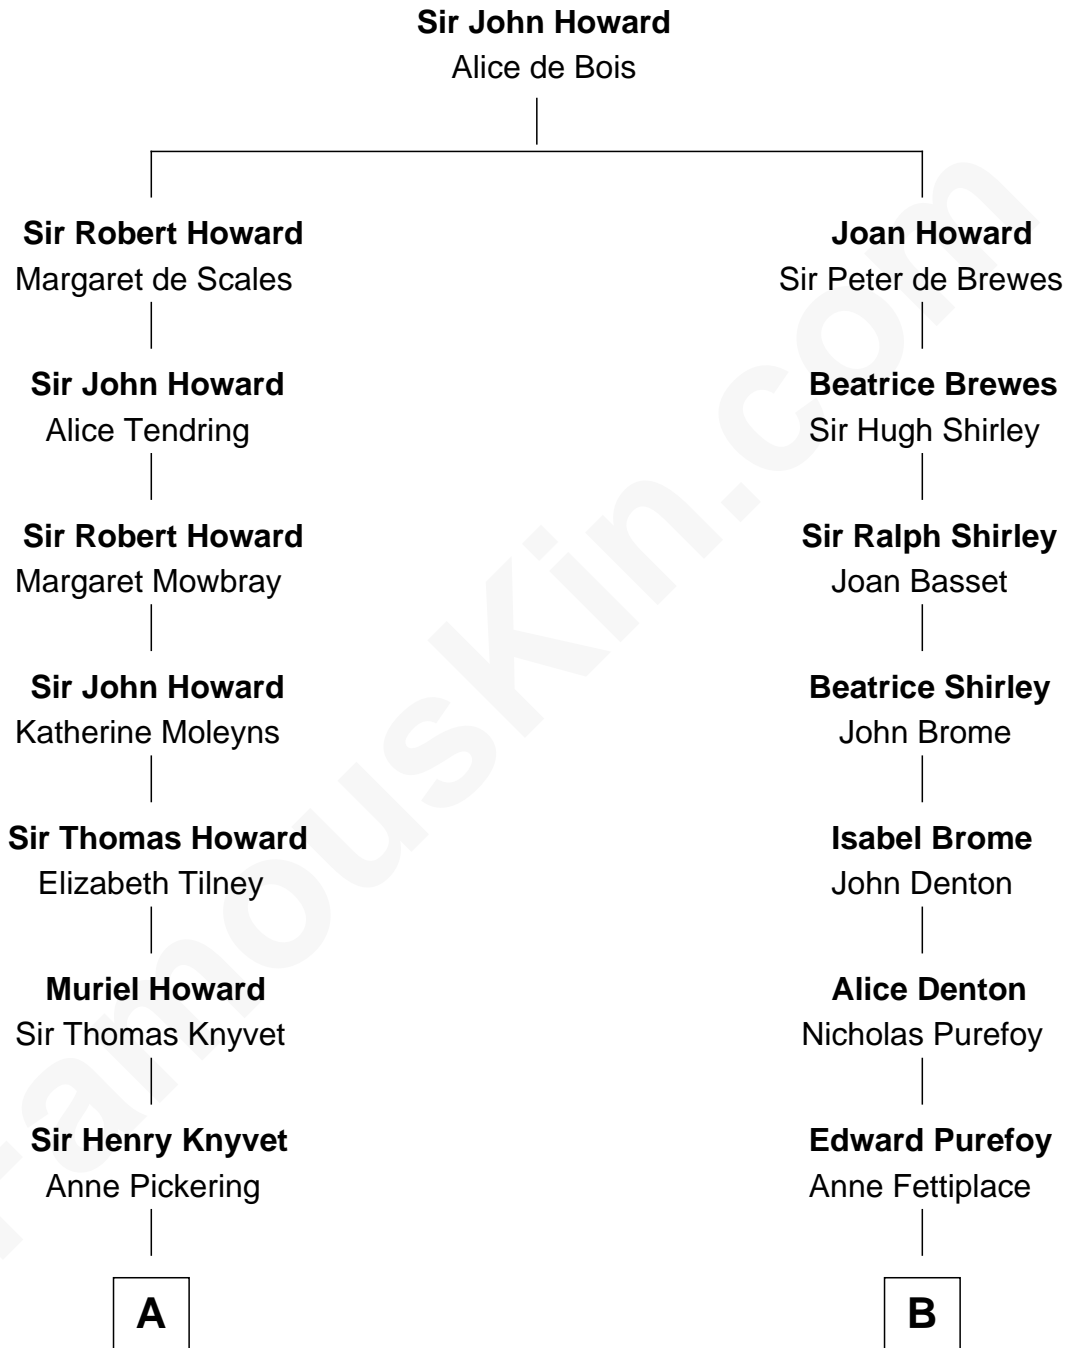 Sir John Howard
Alice de Bois
Sir Robert Howard
Margaret de Scales
Joan Howard
Sir Peter de Brewes
Sir John Howard
Alice Tendring
Beatrice Brewes
Sir Hugh Shirley
Sir Robert Howard
Margaret Mowbray
Sir Ralph Shirley
Joan Basset
Sir John Howard
Katherine Moleyns
Beatrice Shirley
John Brome
Sir Thomas Howard
Elizabeth Tilney
Isabel Brome
John Denton
Muriel Howard
Sir Thomas Knyvet
Alice Denton
Nicholas Purefoy
Sir Henry Knyvet
Anne Pickering
Edward Purefoy
Anne Fettiplace
A
B
FamousKin.com